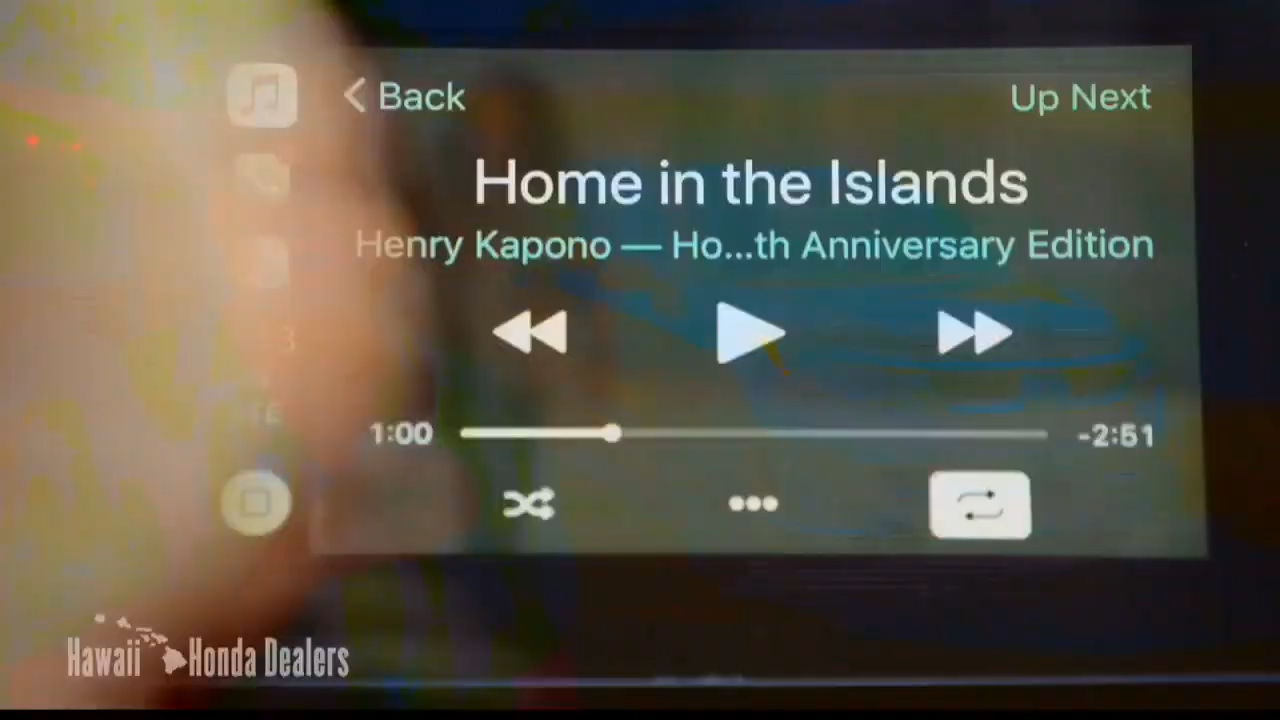 Back
Up Next
Home in the Islands
Henry Kapono — Ho...th Anniversary Edition
1:00
-2:51
Hawaii Honda Dealers